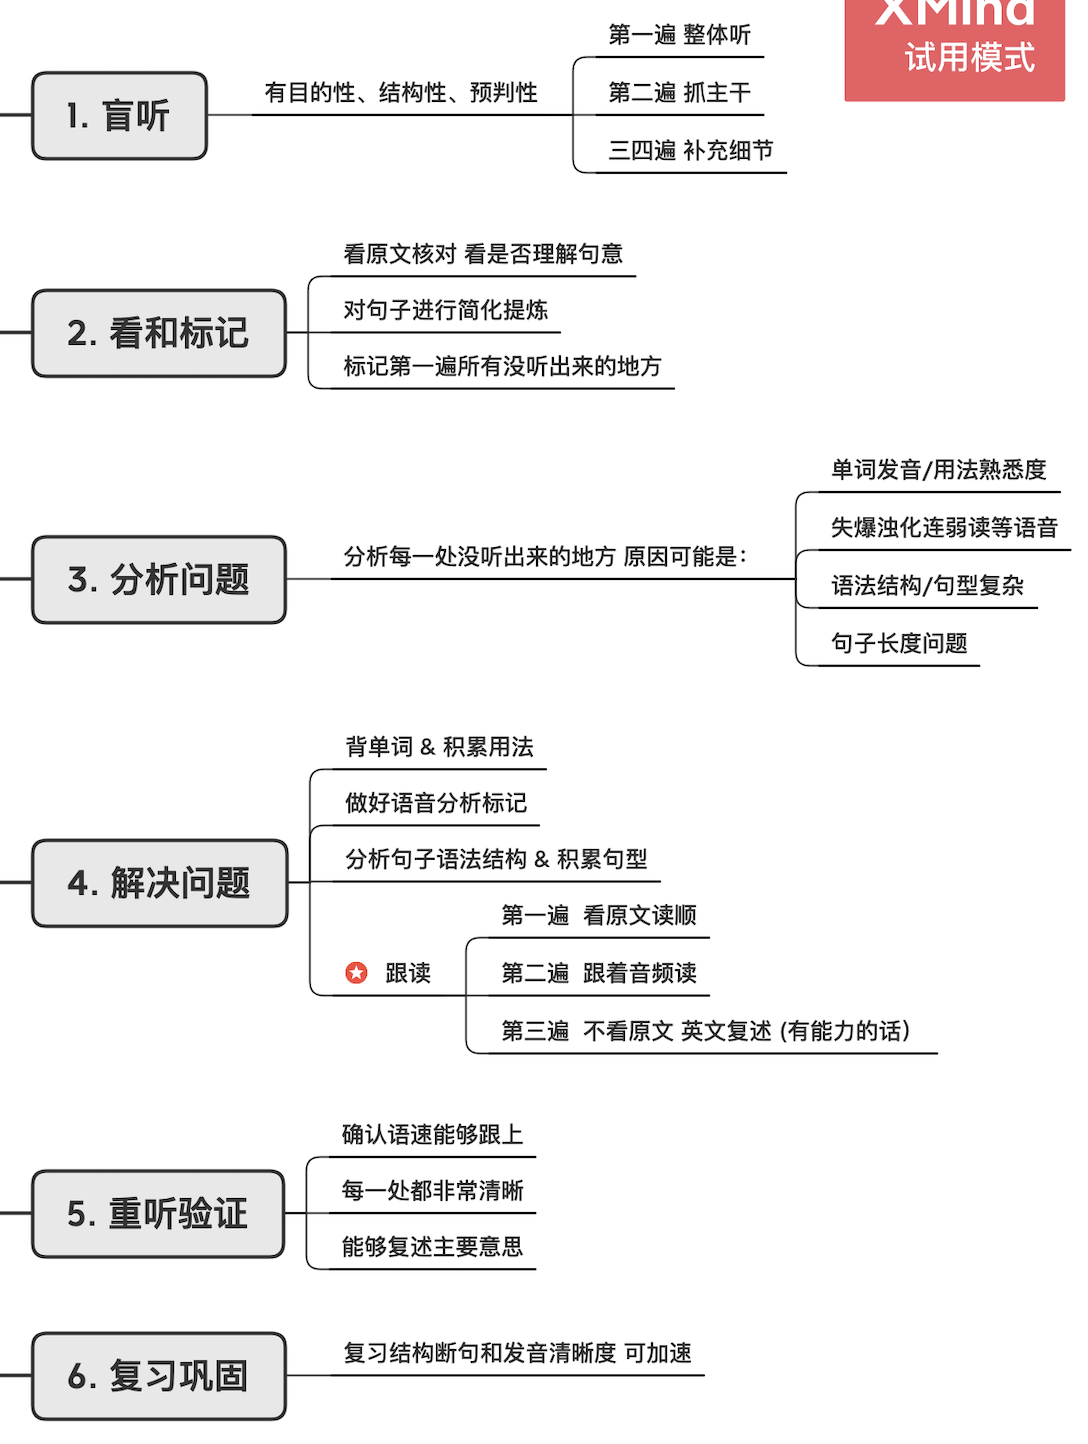 XMind
试用模式
1. 盲听
有目的性、结构性、预判性
第一遍 整体听
第二遍 抓主干
三四遍 补充细节
2. 看和标记
看原文核对 看是否理解句意
对句子进行简化提炼
标记第一遍所有没听出来的地方
3. 分析问题
分析每一处没听出来的地方 原因可能是：
单词发音/用法熟悉度
失爆浊化连弱读等语音
语法结构/句型复杂
句子长度问题
4. 解决问题
背单词 & 积累用法
做好语音分析标记
分析句子语法结构 & 积累句型
跟读
第一遍 看原文读顺
第二遍 跟着音频读
第三遍 不看原文 英文复述 (有能力的话）
5. 重听验证
确认语速能够跟上
每一处都非常清晰
能够复述主要意思
6. 复习巩固
复习结构断句和发音清晰度 可加速